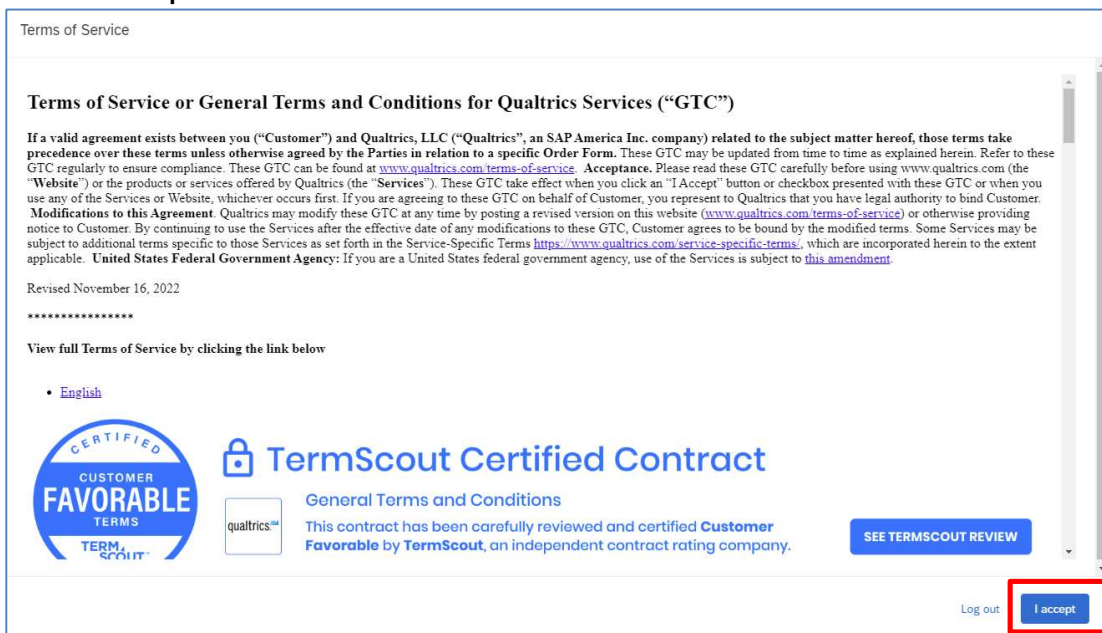 Terms of Service
Terms of Service or General Terms and Conditions for Qualtrics Services (“GTC”)
If a valid agreement exists between you (“Customer”) and Qualtrics, LLC (“Qualtrics”, an SAP America Inc. company) related to the subject matter hereof, those terms take
precedence over these terms unless otherwise agreed by the Parties in relation to a specific Order Form. These GTC may be updated from time to time as explained herein. Refer to these
GTC regularly to ensure compliance. These GTC can be found at www.qualtrics.com/terms-of-service. Acceptance. Please read these GTC carefully before using www.qualtrics.com (the
“Website”) or the products or services offered by Qualtrics (the “Services”). These GTC take effect when you click an “I Accept” button or checkbox presented with these GTC or when you
use any of the Services or Website, whichever occurs first. If you are agreeing to these GTC on behalf of Customer, you represent to Qualtrics that you have legal authority to bind Customer.
Modifications to this Agreement. Qualtrics may modify these GTC at any time by posting a revised version on this website (www.qualtrics.com/terms-of-service) or otherwise providing
notice to Customer. By continuing to use the Services after the effective date of any modifications to these GTC, Customer agrees to be bound by the modified terms. Some Services may be
subject to additional terms specific to those Services as set forth in the Service-Specific Terms https://www.qualtrics.com/service-specific-terms/, which are incorporated herein to the extent
applicable. United States Federal Government Agency: If you are a United States federal government agency, use of the Services is subject to this amendment.
Revised November 16, 2022
****************
View full Terms of Service by clicking the link below
• English
CERTIFIED
CUSTOMER
FAVORABLE
TERMS
TERM
SCOUT
TermScout Certified Contract
qualtrics.XM
General Terms and Conditions
This contract has been carefully reviewed and certified Customer
Favorable by TermScout, an independent contract rating company.
SEE TERMSCOUT REVIEW
Log out
I accept